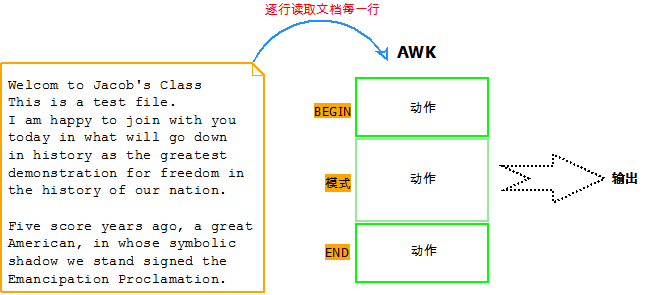 逐行读取文档每一行
AWK
Welcom to Jacob's Class
This is a test file.
I am happy to join with you
today in what will go down
in history as the greatest
demonstration for freedom in
the history of our nation.
Five score years ago, a great
American, in whose symbolic
shadow we stand signed the
Emancipation Proclamation.
BEGIN
动作
模式
动作
END
动作
输出